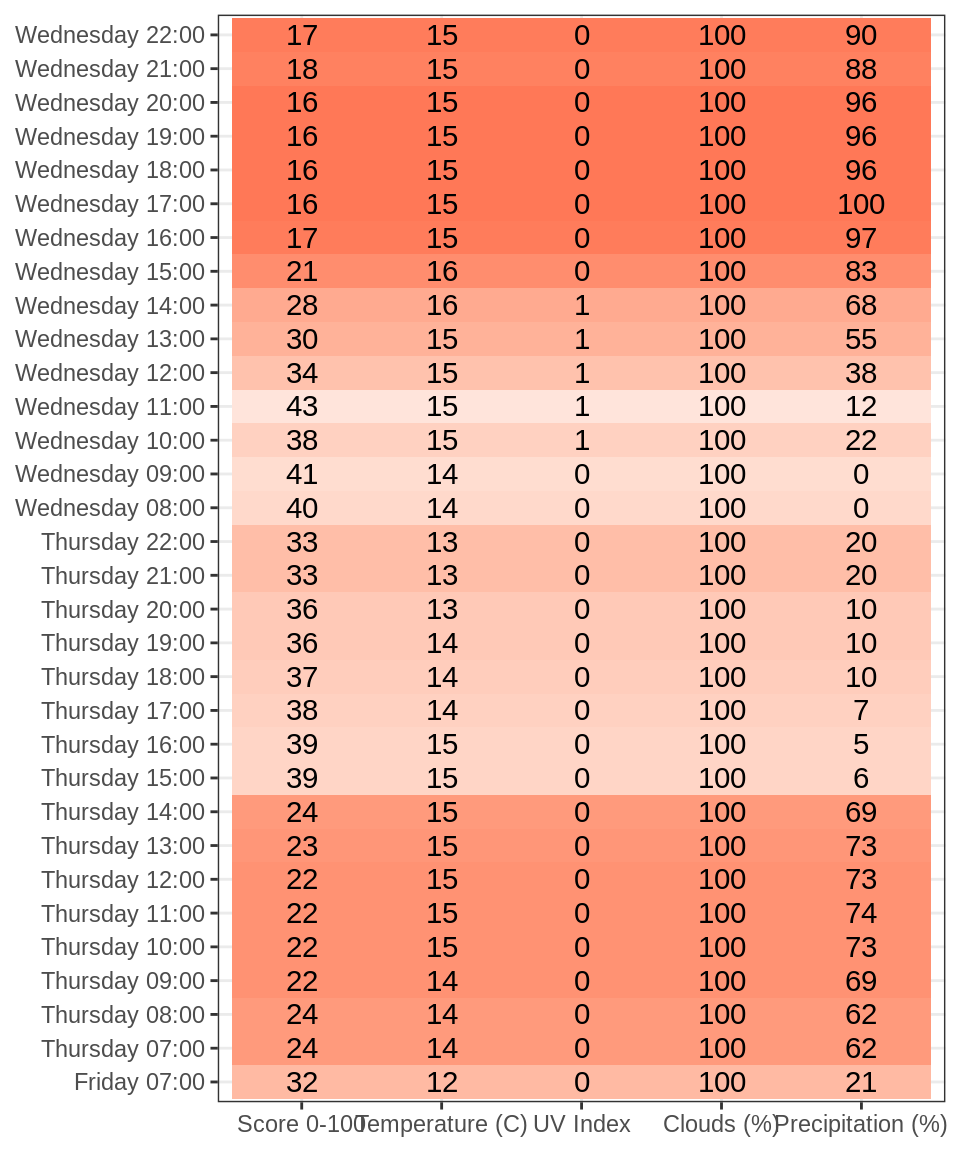 Wednesday 22:00 17 15 0 100 90
Wednesday 21:00 18 15 0 100 88
Wednesday 20:00 16 15 0 100 96
Wednesday 19:00 16 15 0 100 96
Wednesday 18:00 16 15 0 100 96
Wednesday 17:00 16 15 0 100 100
Wednesday 16:00 17 15 0 100 97
Wednesday 15:00 21 16 0 100 83
Wednesday 14:00 28 16 1 100 68
Wednesday 13:00 30 15 1 100 55
Wednesday 12:00 34 15 1 100 38
Wednesday 11:00 43 15 1 100 12
Wednesday 10:00 38 15 1 100 22
Wednesday 09:00 41 14 0 100 0
Wednesday 08:00 40 14 0 100 0
Thursday 22:00 33 13 0 100 20
Thursday 21:00 33 13 0 100 20
Thursday 20:00 36 13 0 100 10
Thursday 19:00 36 14 0 100 10
Thursday 18:00 37 14 0 100 10
Thursday 17:00 38 14 0 100 7
Thursday 16:00 39 15 0 100 5
Thursday 15:00 39 15 0 100 6
Thursday 14:00 24 15 0 100 69
Thursday 13:00 23 15 0 100 73
Thursday 12:00 22 15 0 100 73
Thursday 11:00 22 15 0 100 74
Thursday 10:00 22 15 0 100 73
Thursday 09:00 22 14 0 100 69
Thursday 08:00 24 14 0 100 62
Thursday 07:00 24 14 0 100 62
Friday 07:00 32 12 0 100 21
Score 0-100 Temperature (C) UV Index Clouds (%) Precipitation (%)